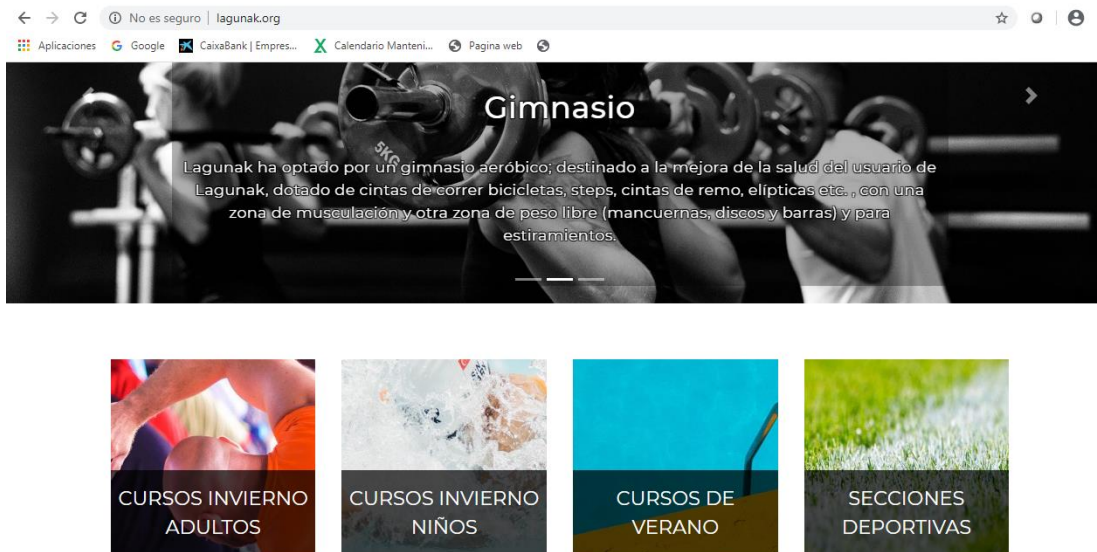 No es seguro | lagunak.org
Aplicaciones Google CaixaBank | Empres... Calendario Manteni... Pagina web
Gimnasio
5KG
Lagunak ha optado por un gimnasio aeróbico; destinado a la mejora de la salud del usuario de
Lagunak, dotado de cintas de correr bicicletas, steps, cintas de remo, elípticas etc. , con una
zona de musculación y otra zona de peso libre (mancuernas, discos y barras) y para
estiramientos.
CURSOS INVIERNO
ADULTOS
CURSOS INVIERNO
NIÑOS
CURSOS DE
VERANO
SECCIONES
DEPORTIVAS